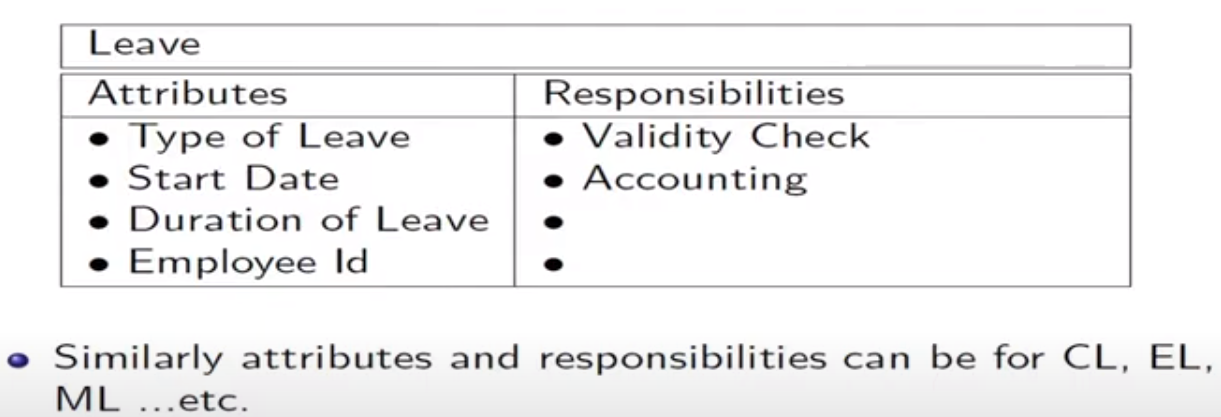 Leave
Attributes Responsibilities
• Type of Leave • Validity Check
• Start Date • Accounting
• Duration of Leave •
• Employee Id •
• Similarly attributes and responsibilities can be for CL, EL,
ML ...etc.